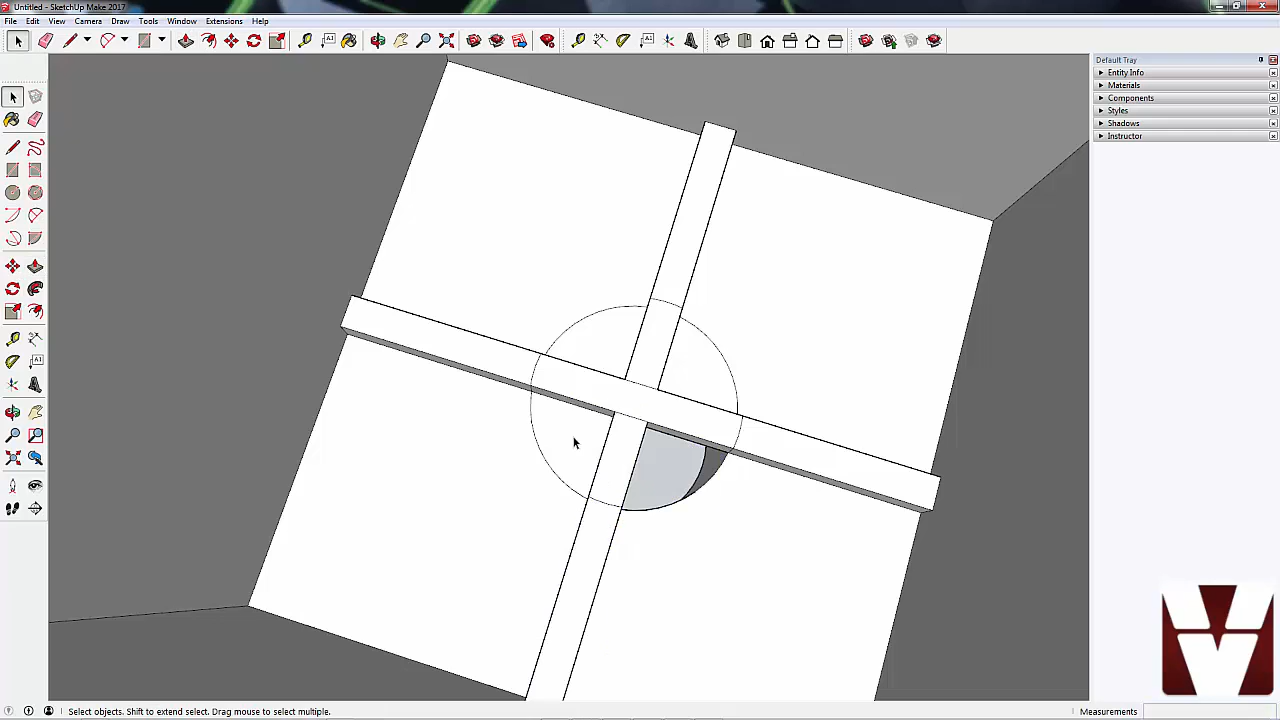 Untitled - SketchUp Make 2017
File Edit View Camera Draw Tools Window Extensions Help
Default Tray
Entity Info
Materials
Components
Styles
Shadows
Instructor
Select objects. Shift to extend select. Drag mouse to select multiple.
Measurements